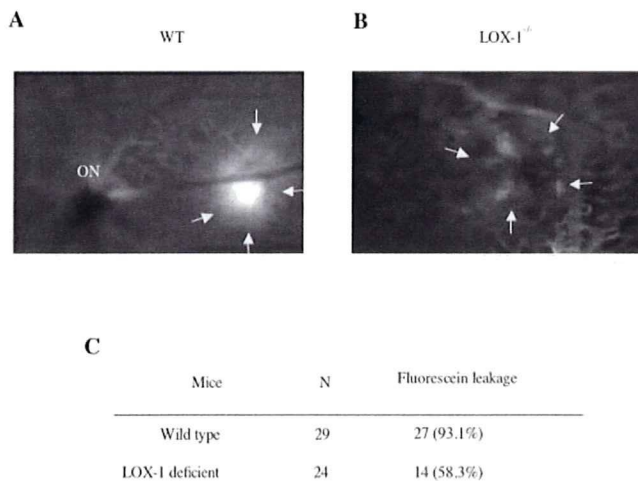 A
WT
ON
B
LOX-1-/-
C
Mice N Fluorescein leakage
Wild type 29 27 (93.1%)
LOX-1 deficient 24 14 (58.3%)